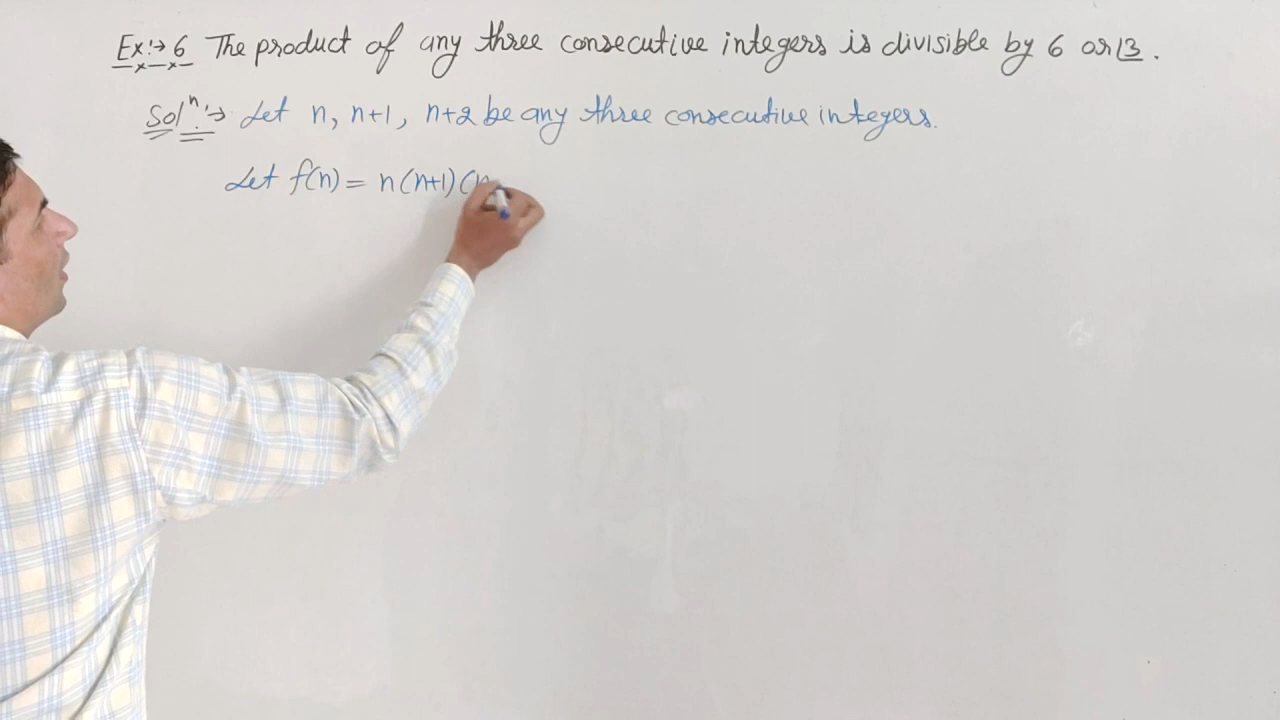 Ex:→ 6 The product of any three consecutive integers is divisible by 6 or ⌊3.
Solⁿ:→ Let n, n+1, n+2 be any three consecutive integers.
Let f(n) = n(n+1)(n